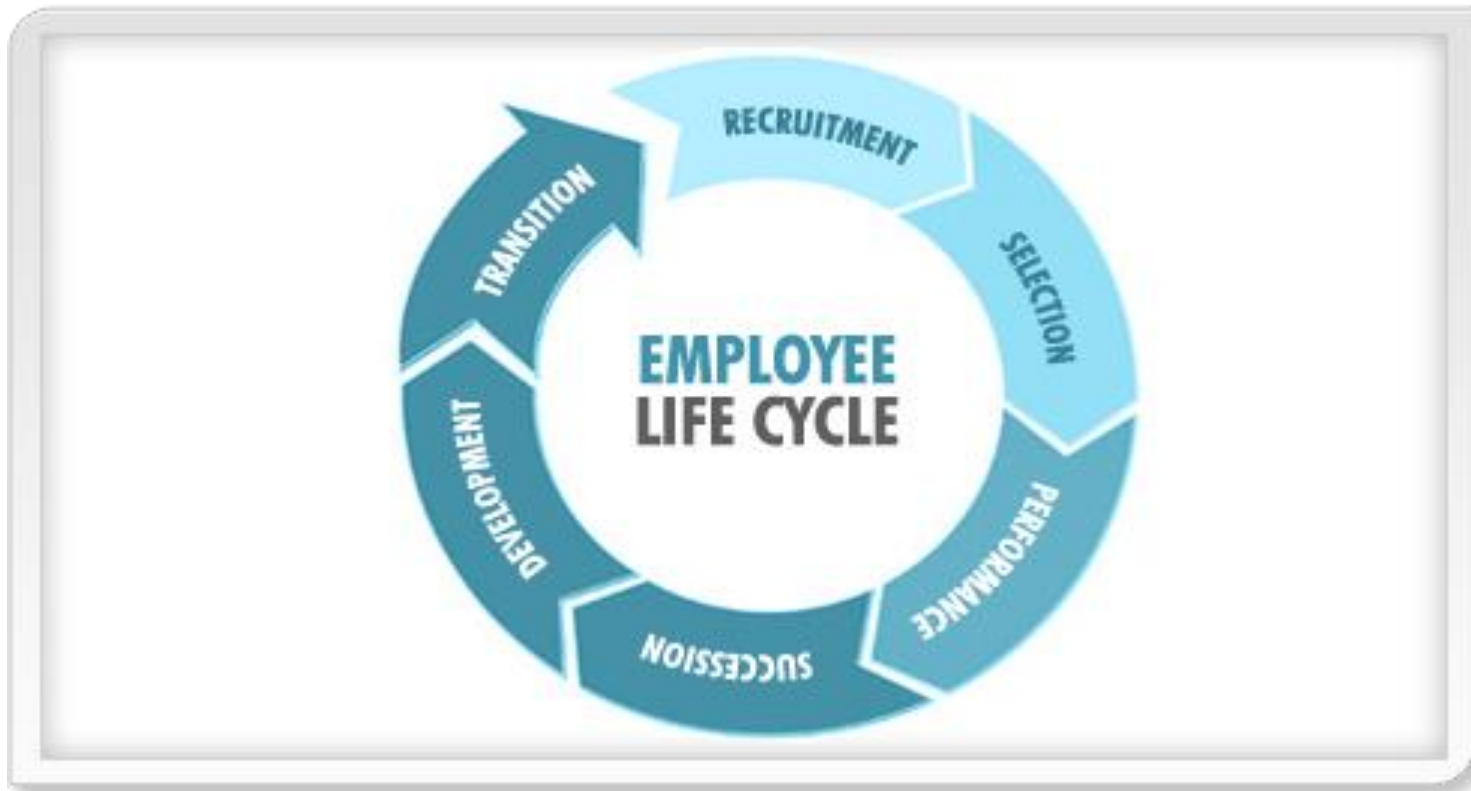 RECRUITMENT
SELECTION
PERFORMANCE
SUCCESSION
DEVELOPMENT
TRANSITION
EMPLOYEE
LIFE CYCLE